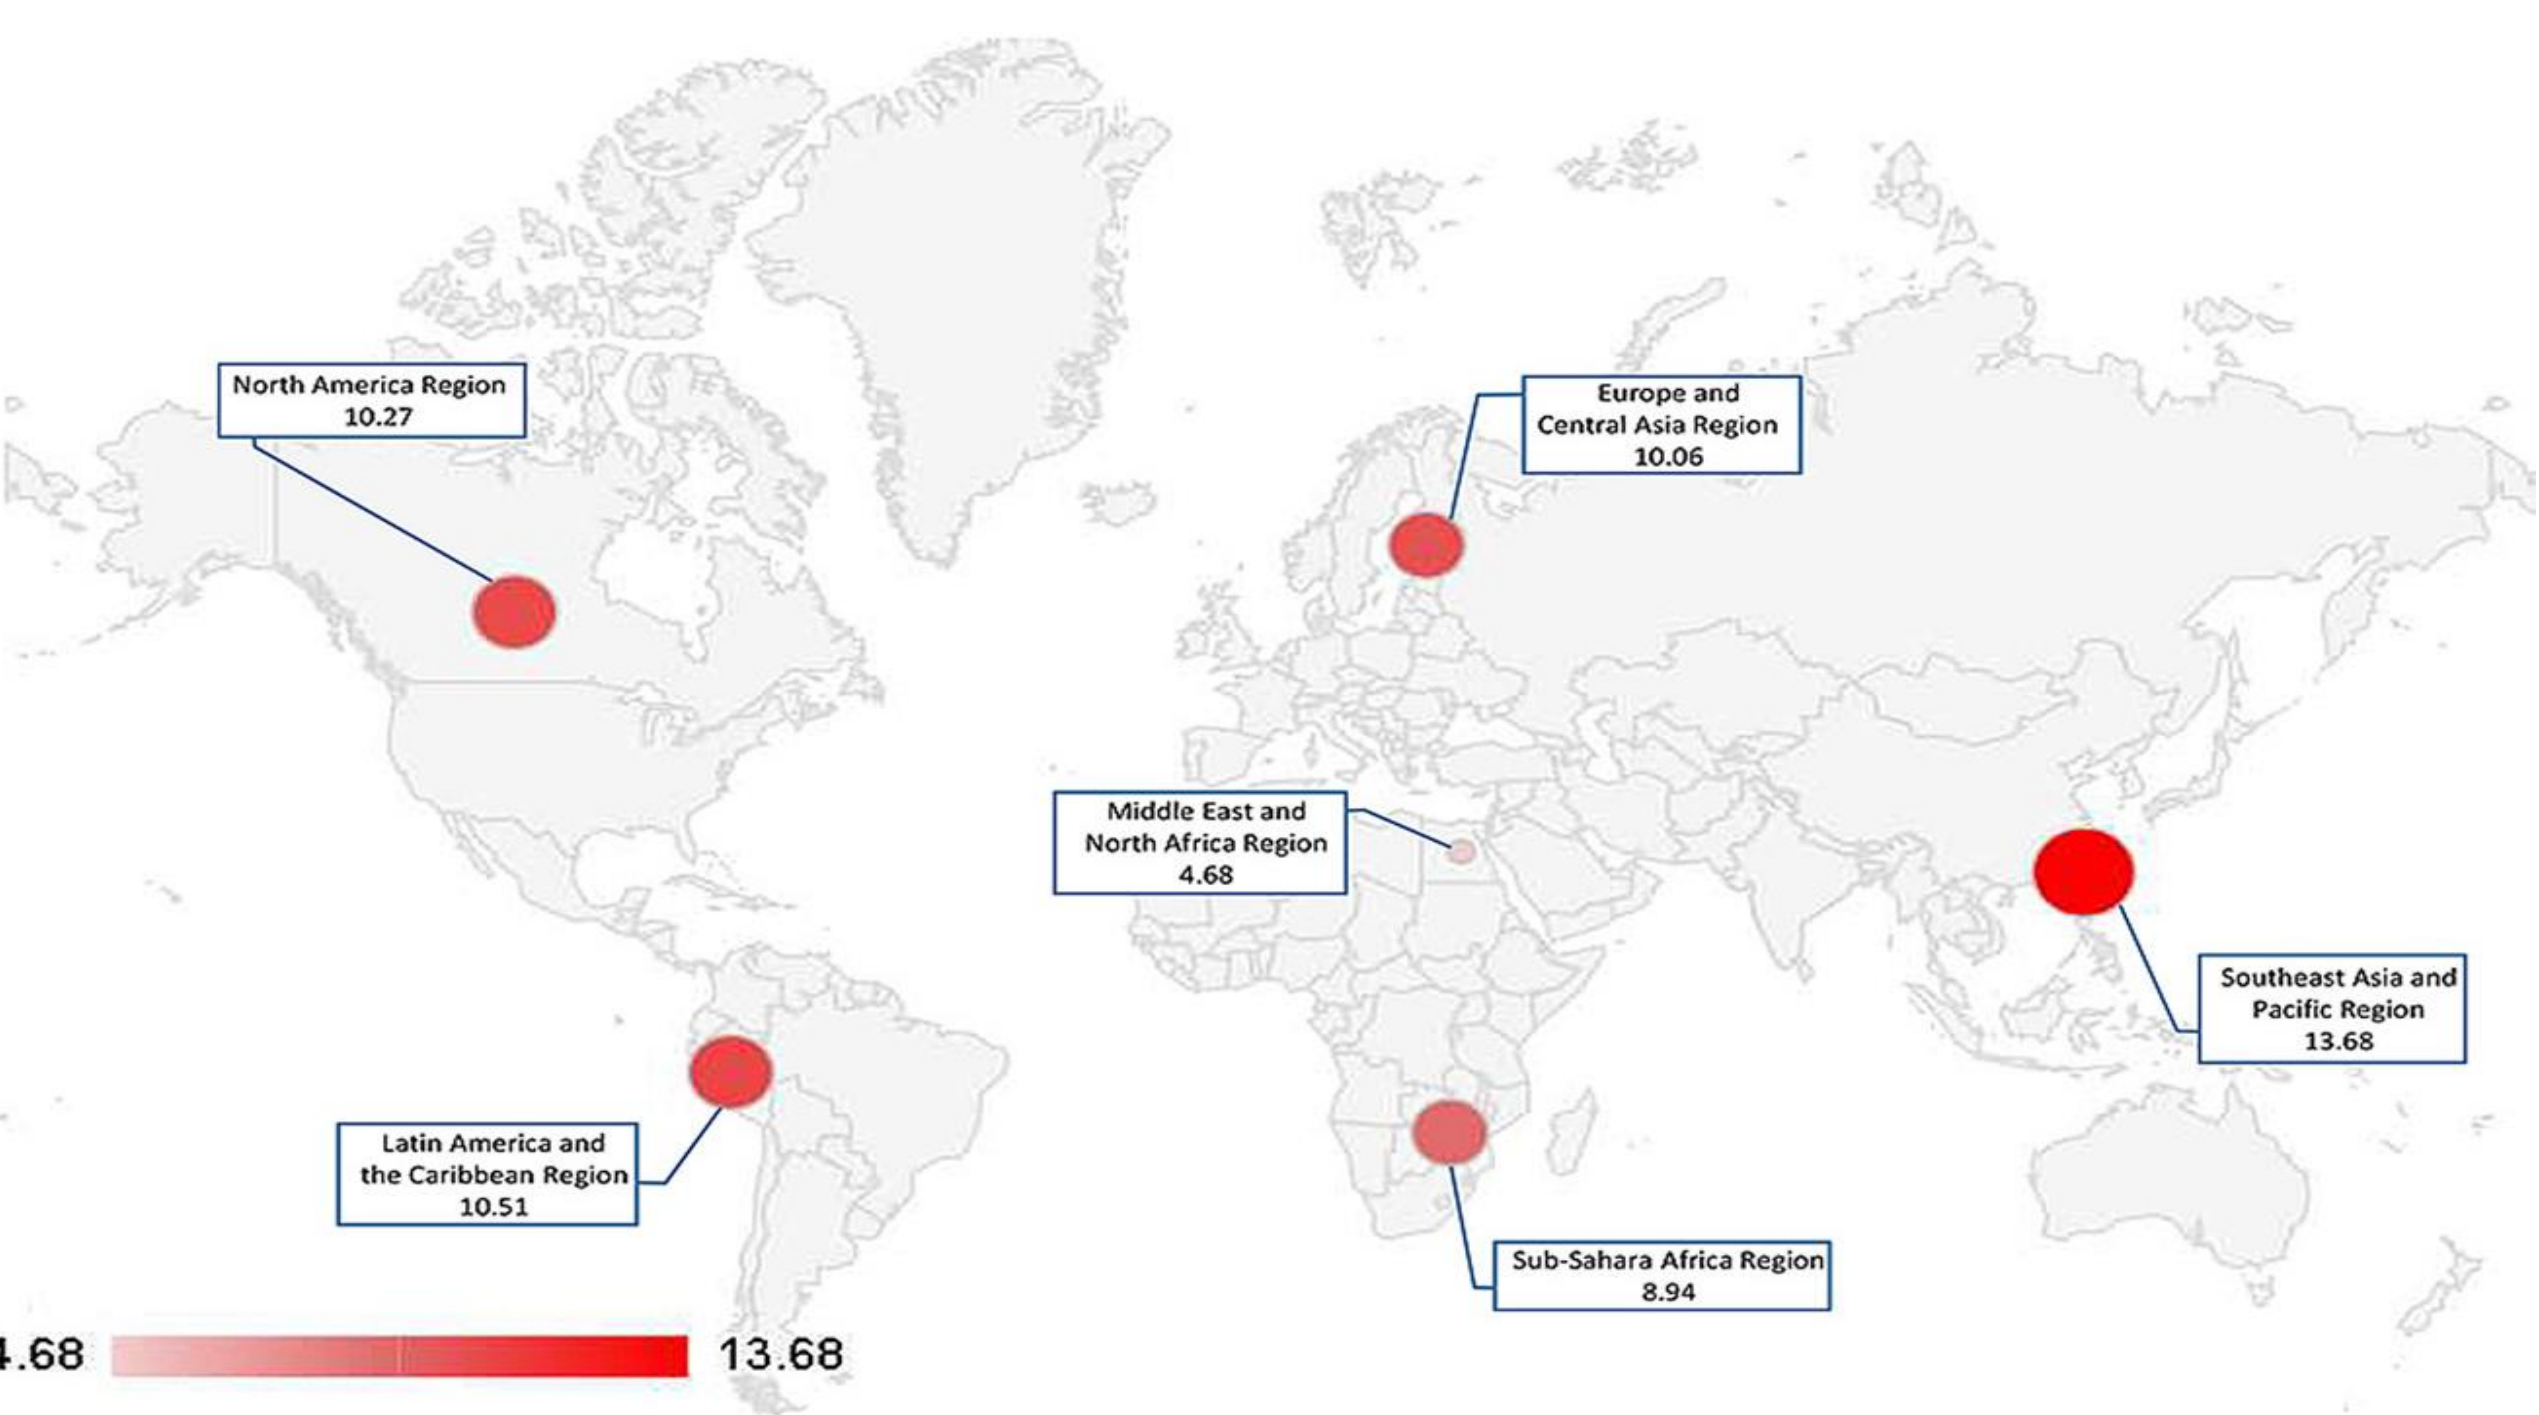 North America Region
10.27
Europe and
Central Asia Region
10.06
Middle East and
North Africa Region
4.68
Southeast Asia and
Pacific Region
13.68
Latin America and
the Caribbean Region
10.51
Sub-Sahara Africa Region
8.94
4.68
13.68